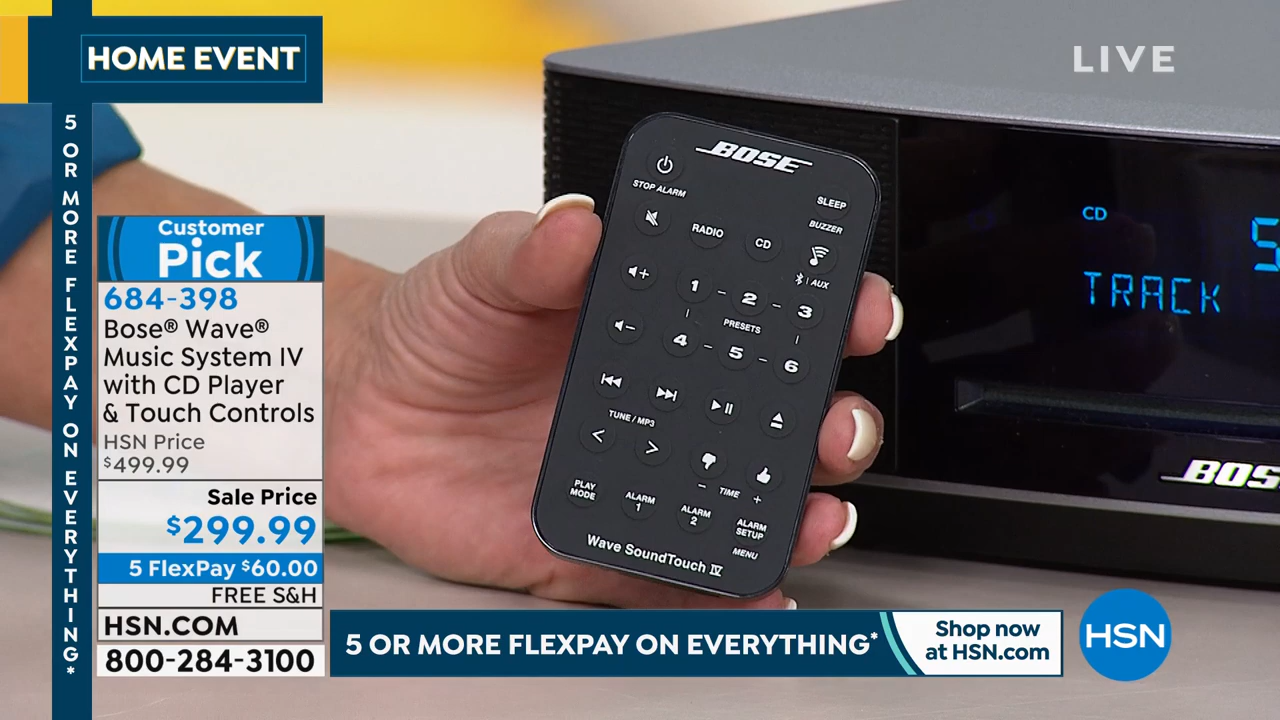 HOME EVENT
LIVE
5 OR MORE FLEXPAY ON EVERYTHING*
Customer
Pick
684-398
Bose® Wave®
Music System IV
with CD Player
& Touch Controls
HSN Price
$499.99
Sale Price
$299.99
5 FlexPay $60.00
FREE S&H
HSN.COM
800-284-3100
BOSE
STOP ALARM
SLEEP
BUZZER
RADIO
CD
AUX
1 - 2 - 3
PRESETS
4 - 5 - 6
TUNE / MP3
- TIME +
PLAY
MODE
ALARM
1
ALARM
2
ALARM
SETUP
MENU
Wave SoundTouch IV
CD
5
TRACK
BOS
5 OR MORE FLEXPAY ON EVERYTHING*
Shop now
at HSN.com
HSN